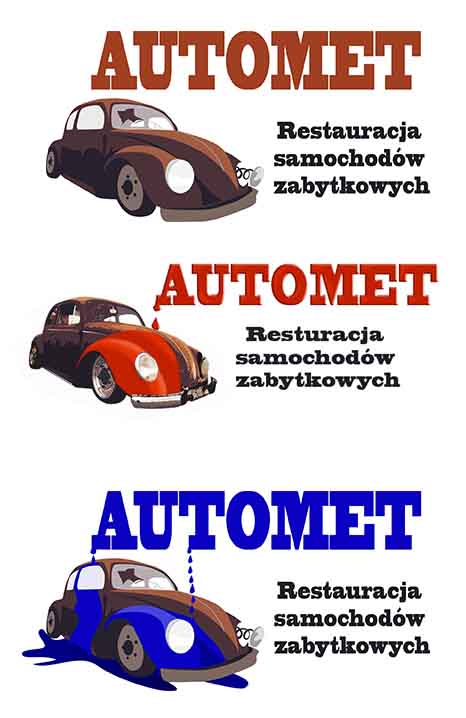 AUTOMET
Restauracja
samochodów
zabytkowych
AUTOMET
Resturacja
samochodów
zabytkowych
AUTOMET
Restauracja
samochodów
zabytkowych